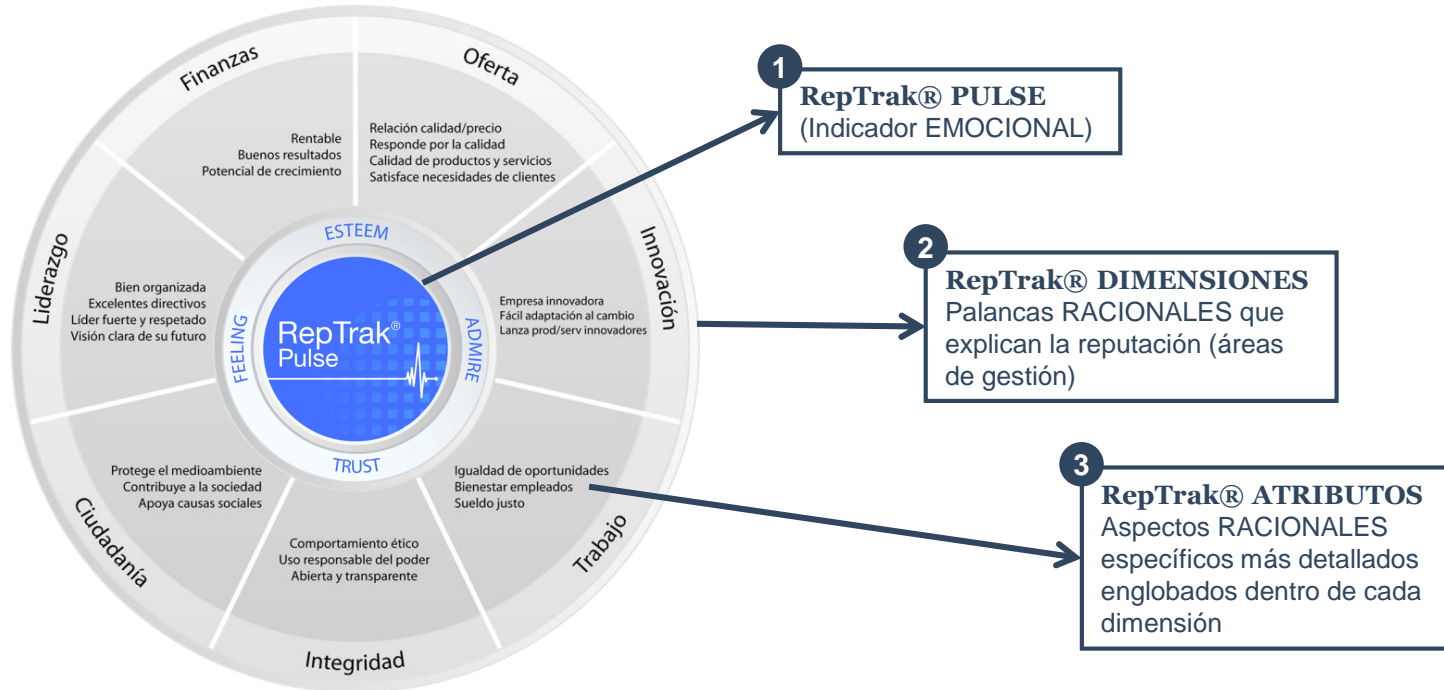 Finanzas
Rentable
Buenos resultados
Potencial de crecimiento
Oferta
Relación calidad/precio
Responde por la calidad
Calidad de productos y servicios
Satisface necesidades de clientes
Liderazgo
Bien organizada
Excelentes directivos
Líder fuerte y respetado
Visión clara de su futuro
ESTEEM
FEELING
RepTrak®
Pulse
ADMIRE
TRUST
Empresa innovadora
Fácil adaptación al cambio
Lanza prod/serv innovadores
Innovación
Ciudadanía
Protege el medioambiente
Contribuye a la sociedad
Apoya causas sociales
Comportamiento ético
Uso responsable del poder
Abierta y transparente
Integridad
Igualdad de oportunidades
Bienestar empleados
Sueldo justo
Trabajo
1
RepTrak® PULSE
(Indicador EMOCIONAL)
2
RepTrak® DIMENSIONES
Palancas RACIONALES que
explican la reputación (áreas
de gestión)
3
RepTrak® ATRIBUTOS
Aspectos RACIONALES
específicos más detallados
englobados dentro de cada
dimensión